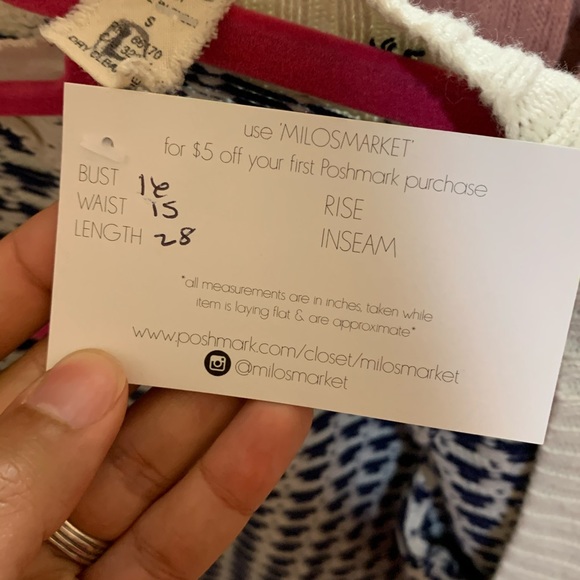 S
use 'MILOSMARKET'
for $5 off your first Poshmark purchase
BUST 16
WAIST 15
LENGTH 28
RISE
INSEAM
*all measurements are in inches, taken while
item is laying flat & are approximate*
www.poshmark.com/closet/milosmarket
@milosmarket